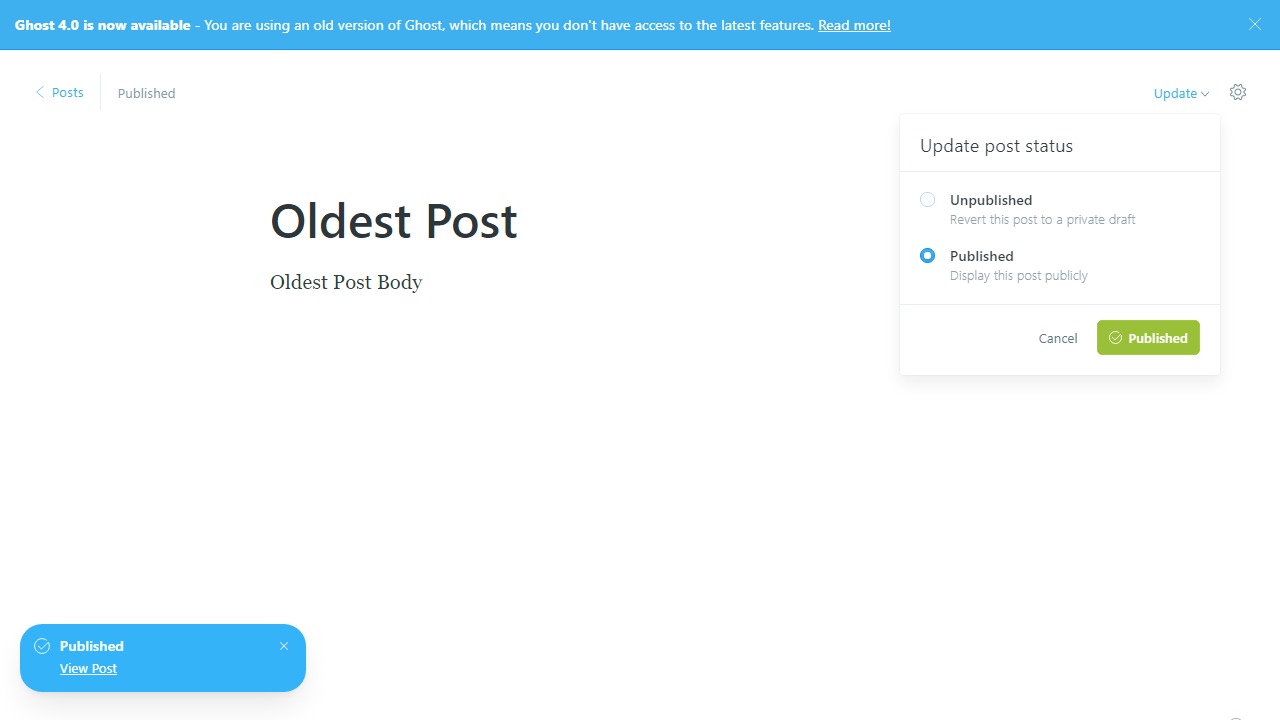 Ghost 4.0 is now available - You are using an old version of Ghost, which means you don't have access to the latest features. Read more!
Posts
Published
Update
Update post status
Unpublished
Revert this post to a private draft
Published
Display this post publicly
Cancel
Published
Oldest Post
Oldest Post Body
Published
View Post